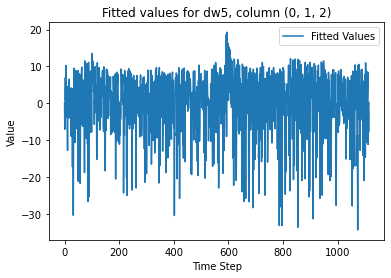 Fitted values for dw5, column (0, 1, 2)
Fitted Values
20
10
0
−10
−20
−30
Value
0 200 400 600 800 1000
Time Step